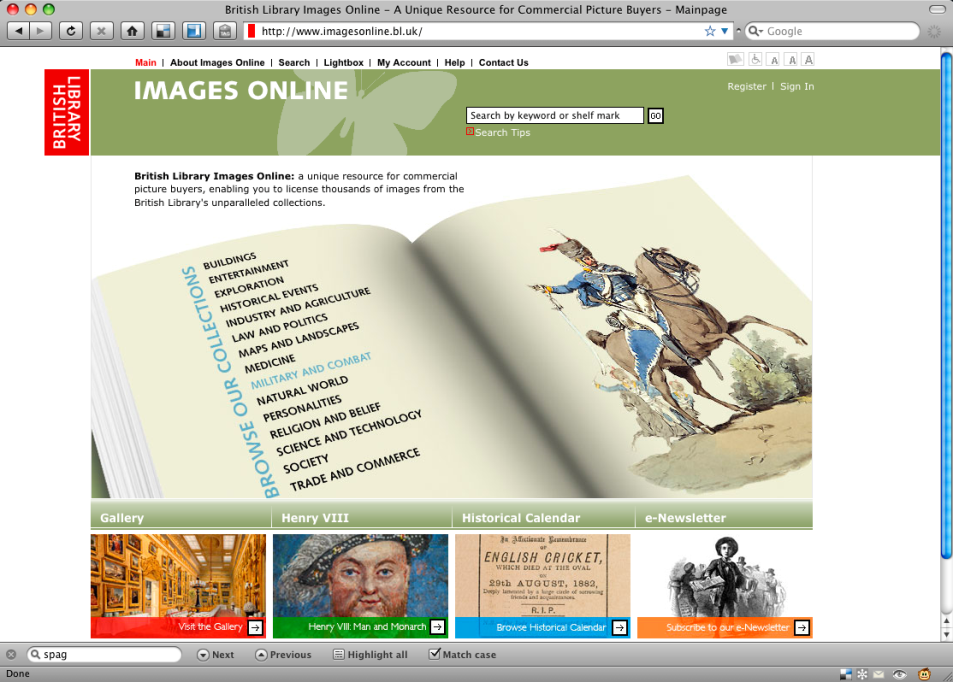 British Library Images Online – A Unique Resource for Commercial Picture Buyers – Mainpage
http://www.imagesonline.bl.uk/
Google
Main | About Images Online | Search | Lightbox | My Account | Help | Contact Us
A A A
BRITISH
LIBRARY
IMAGES ONLINE
Register | Sign In
Search by keyword or shelf mark GO
Search Tips
British Library Images Online: a unique resource for commercial
picture buyers, enabling you to license thousands of images from the
British Library's unparalleled collections.
BROWSE OUR COLLECTIONS
BUILDINGS
ENTERTAINMENT
EXPLORATION
HISTORICAL EVENTS
INDUSTRY AND AGRICULTURE
LAW AND POLITICS
MAPS AND LANDSCAPES
MEDICINE
MILITARY AND COMBAT
NATURAL WORLD
PERSONALITIES
RELIGION AND BELIEF
SCIENCE AND TECHNOLOGY
SOCIETY
TRADE AND COMMERCE
Gallery
Henry VIII
Historical Calendar
e-Newsletter
In Affectionate Remembrance
OF
ENGLISH CRICKET,
WHICH DIED AT THE OVAL
ON
29th AUGUST, 1882,
Deeply lamented by a large circle of sorrowing
friends and acquaintances.
R. I. P.
Visit the Gallery
Henry VIII: Man and Monarch
Browse Historical Calendar
Subscribe to our e-Newsletter
spag
Next
Previous
Highlight all
Match case
Done